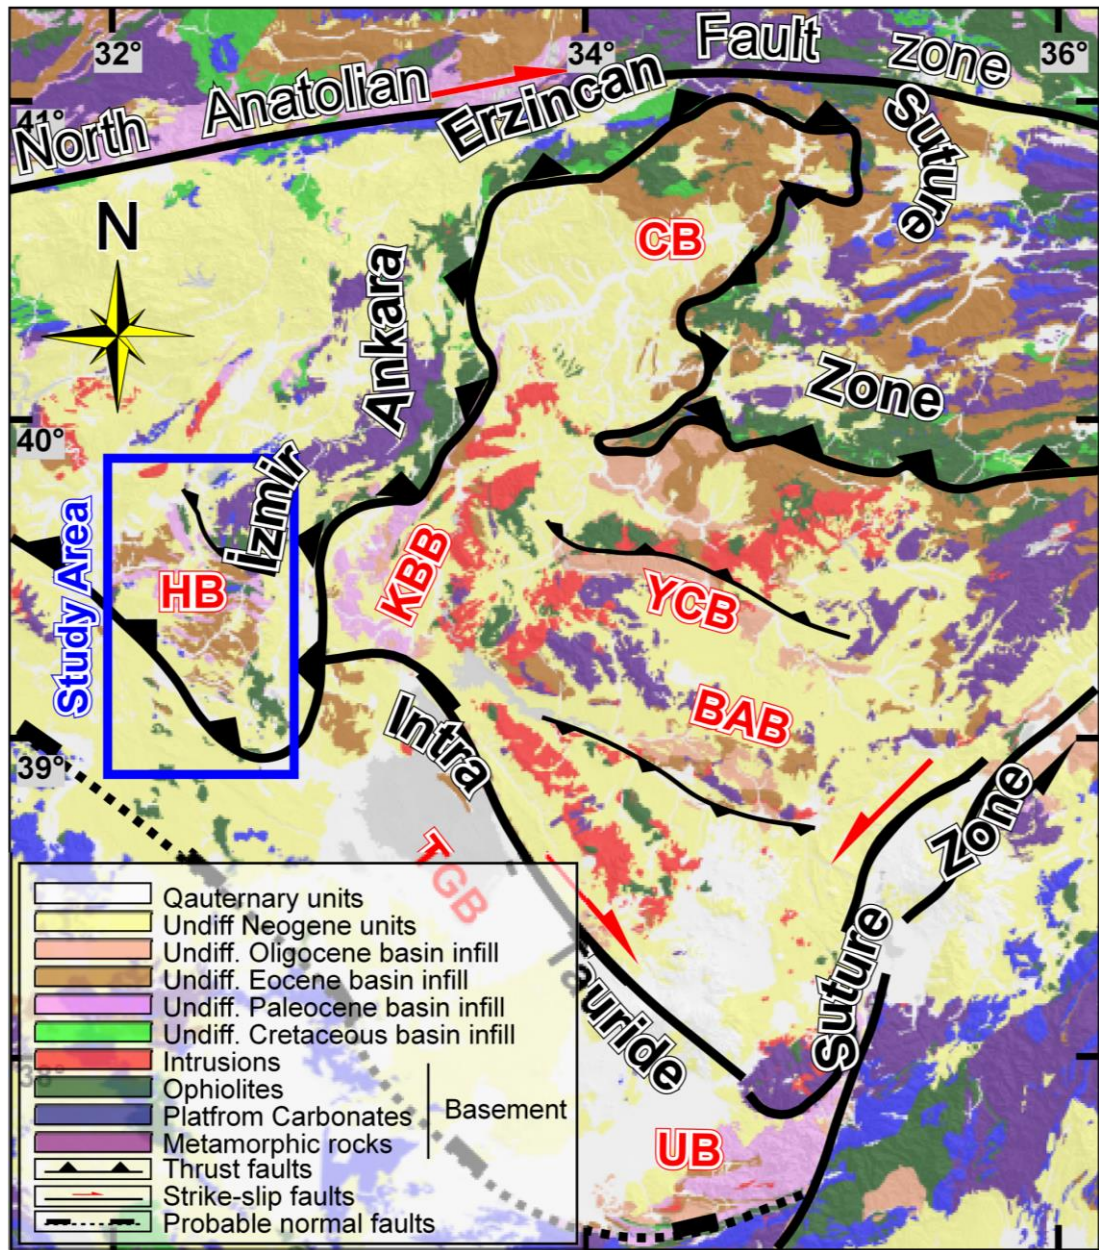 32°
34°
36°
North Anatolian Fault zone
41°
Erzincan
Suture
N
CB
Ankara
Zone
40°
İzmir
Study Area
HB
KBB
YCB
BAB
Intra
39°
Zone
TGB
Tauride
Suture
38°
UB
Qauternary units
Undiff Neogene units
Undiff. Oligocene basin infill
Undiff. Eocene basin infill
Undiff. Paleocene basin infill
Undiff. Cretaceous basin infill
Intrusions
Ophiolites
Platfrom Carbonates
Metamorphic rocks
Basement
Thrust faults
Strike-slip faults
Probable normal faults